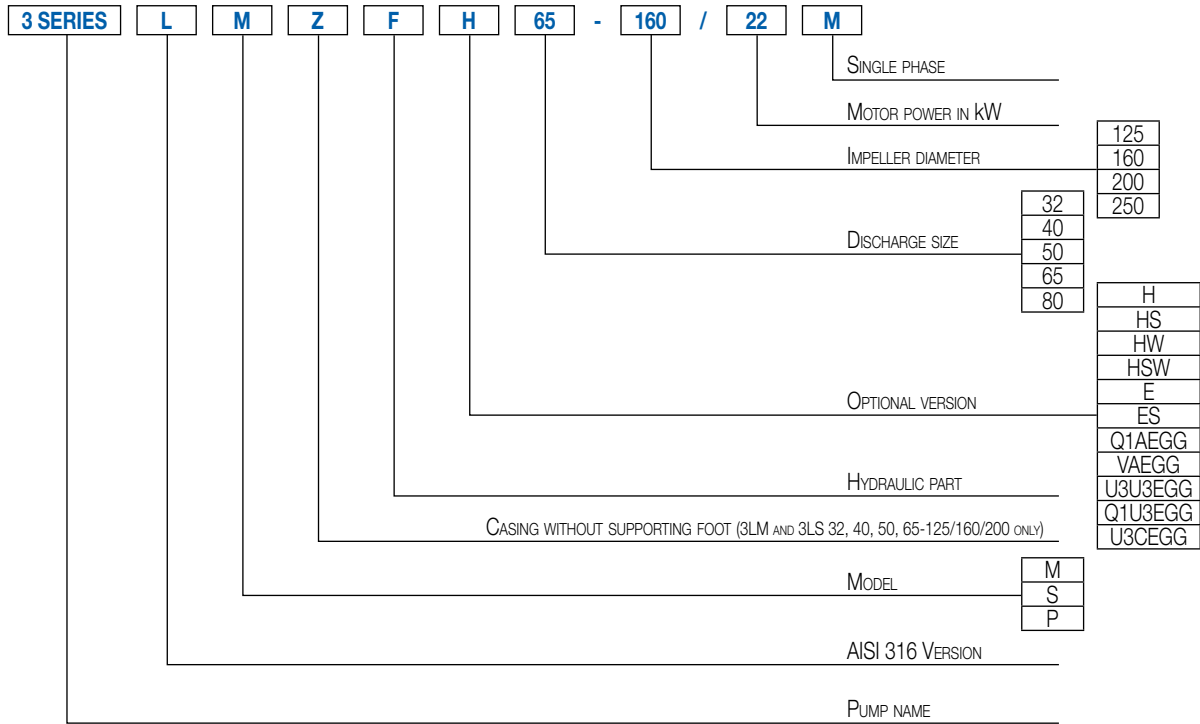 3 SERIES L M Z F H 65 - 160 / 22 M
SINGLE PHASE
MOTOR POWER IN kW
IMPELLER DIAMETER
125
160
200
250
DISCHARGE SIZE
32
40
50
65
80
OPTIONAL VERSION
H
HS
HW
HSW
E
ES
Q1AEGG
VAEGG
U3U3EGG
Q1U3EGG
U3CEGG
HYDRAULIC PART
CASING WITHOUT SUPPORTING FOOT (3LM AND 3LS 32, 40, 50, 65-125/160/200 ONLY)
MODEL
M
S
P
AISI 316 VERSION
PUMP NAME